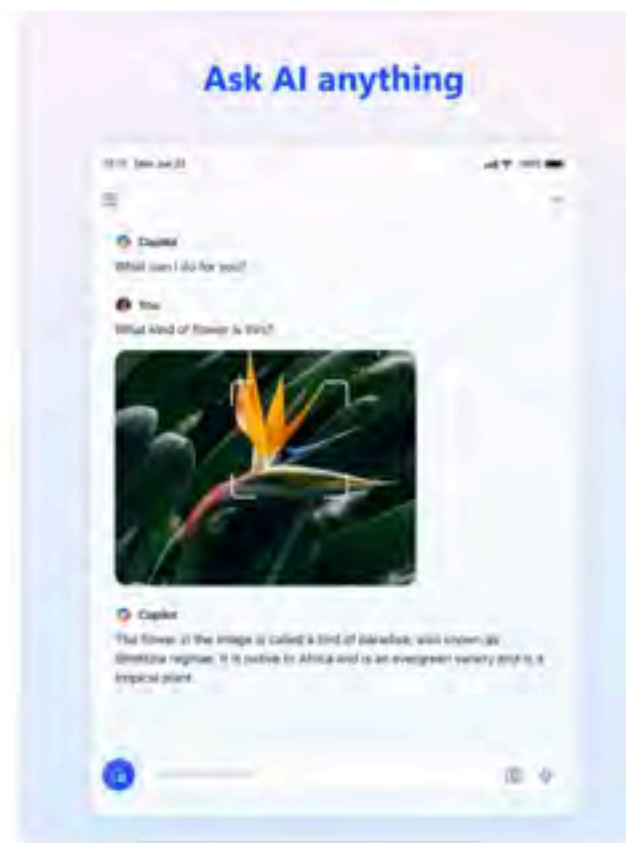 Ask AI anything
Copilot
What can I do for you?
You
What kind of flower is this?
Copilot
The flower in the image is called a bird of paradise, also known as
Strelitzia reginae. It is native to Africa and is an evergreen variety and is a
tropical plant.